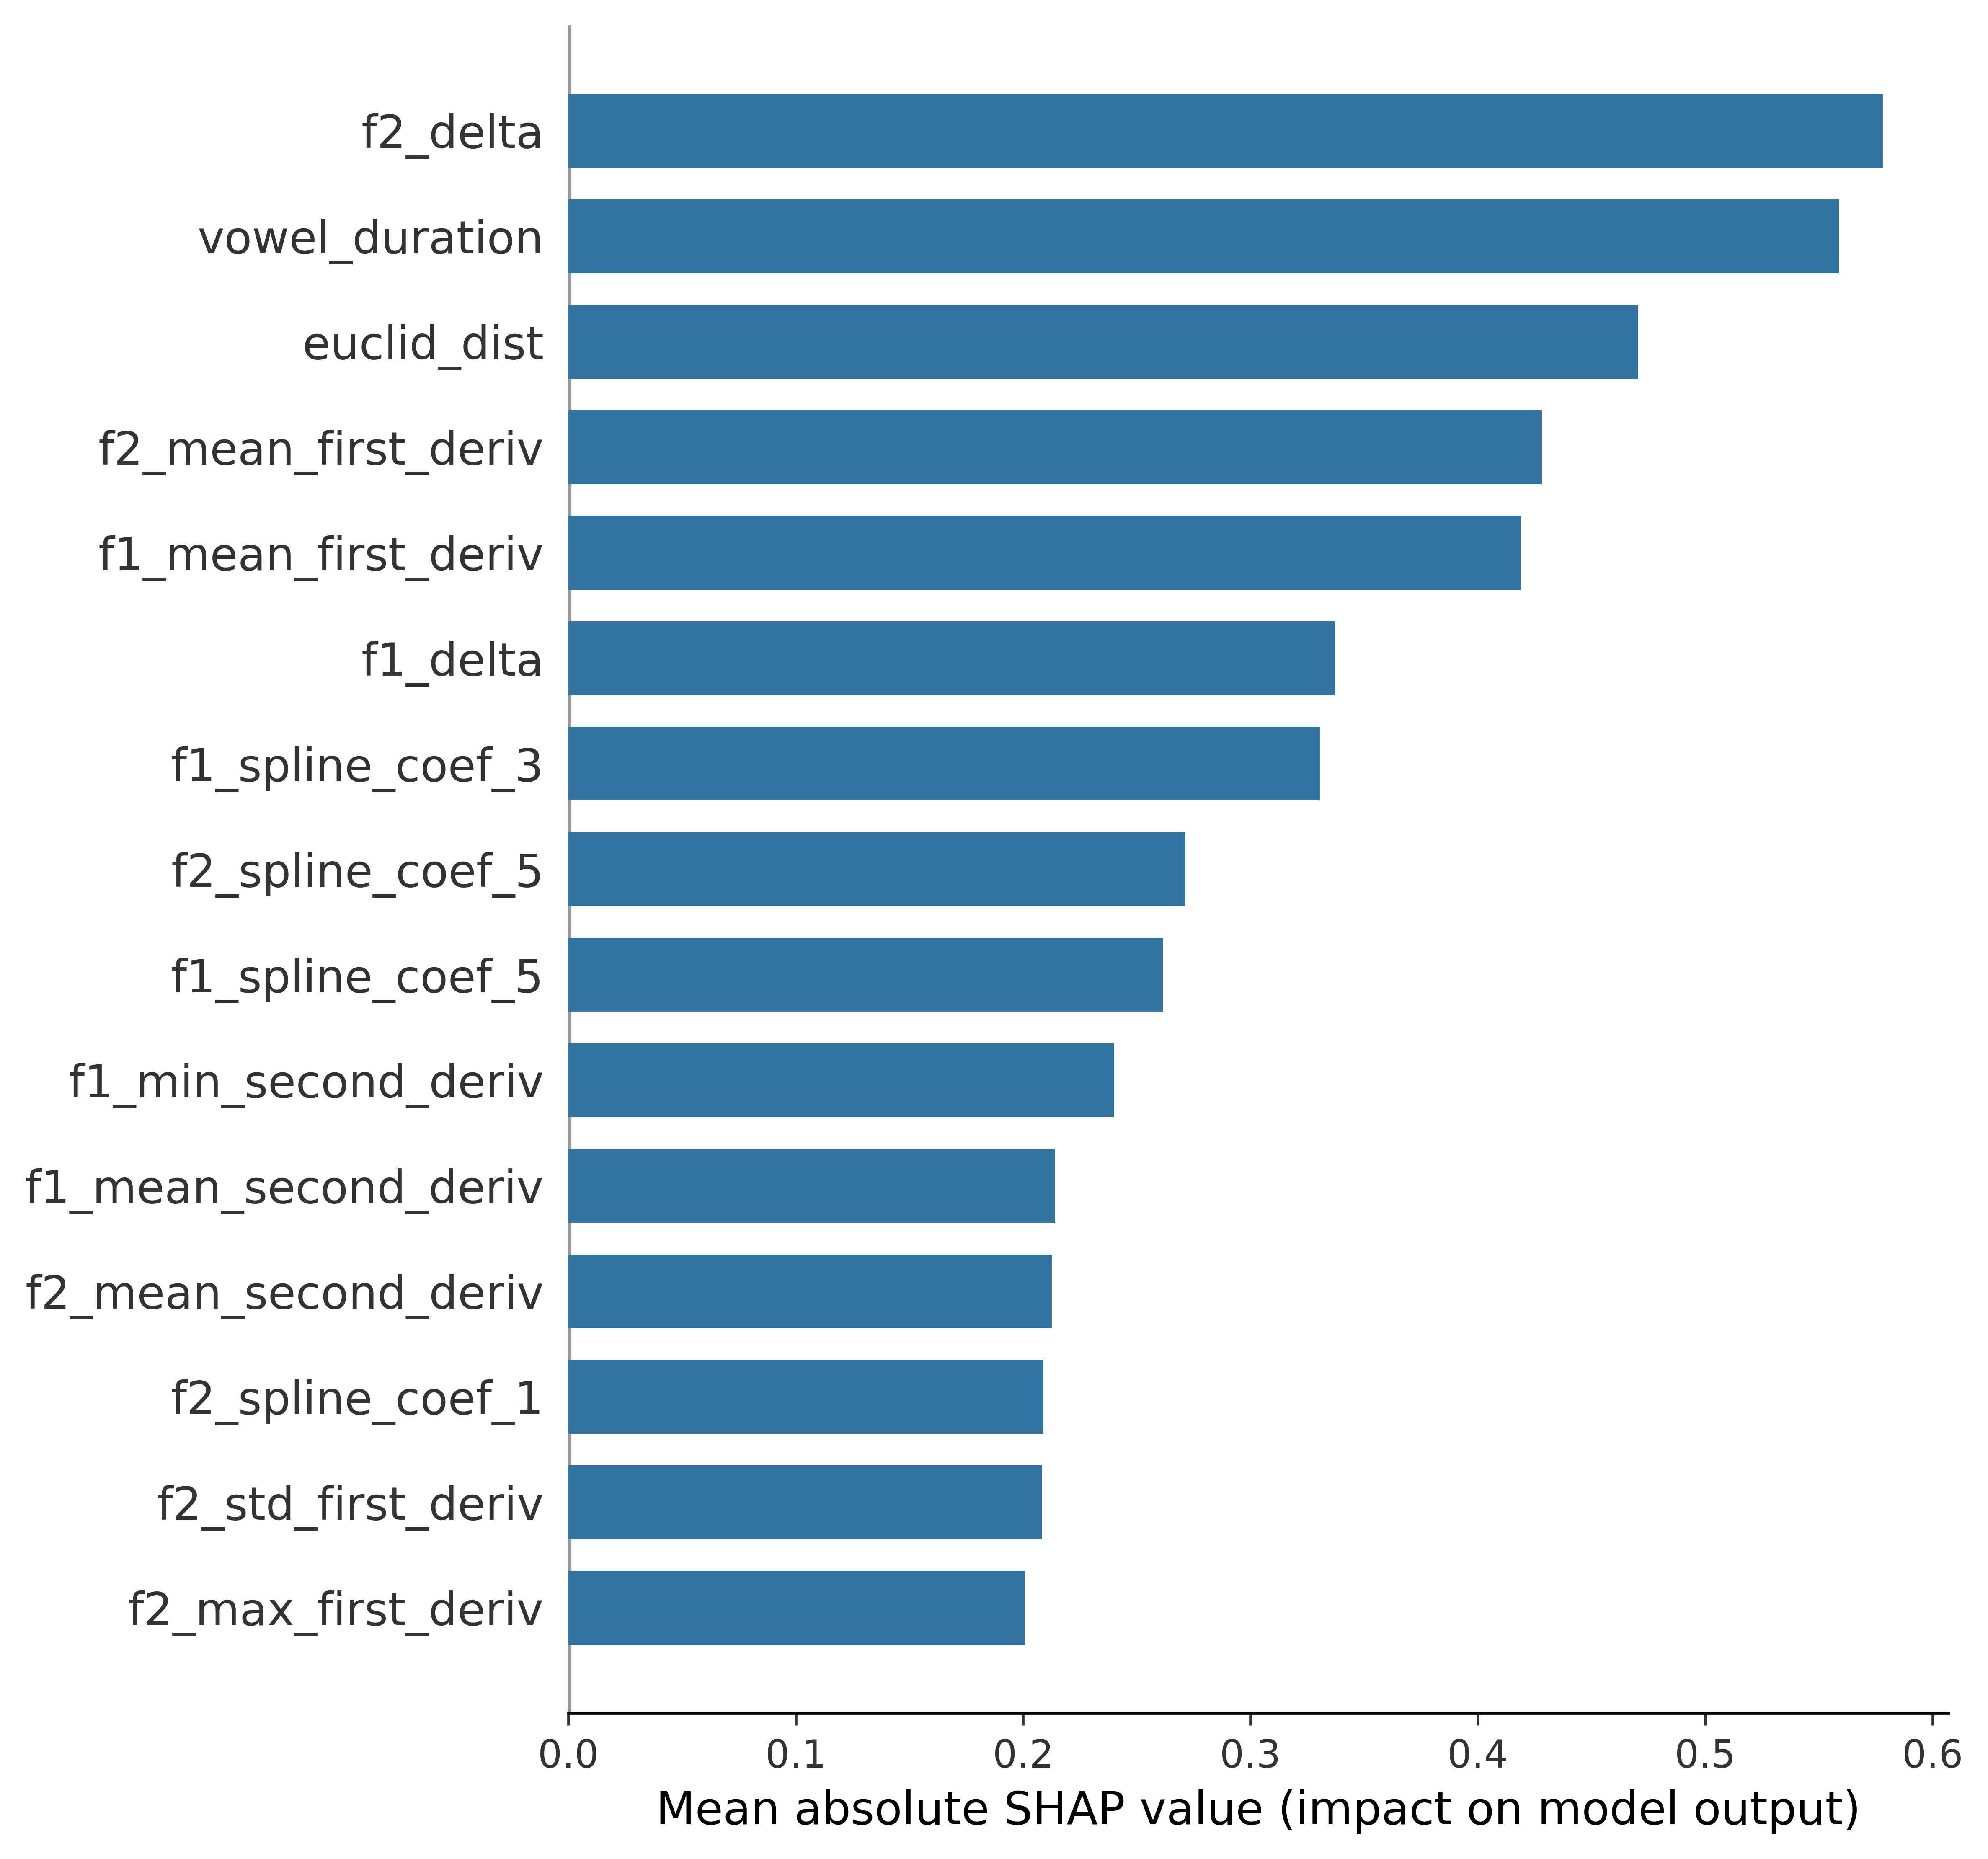 f2_delta
vowel_duration
euclid_dist
f2_mean_first_deriv
f1_mean_first_deriv
f1_delta
f1_spline_coef_3
f2_spline_coef_5
f1_spline_coef_5
f1_min_second_deriv
f1_mean_second_deriv
f2_mean_second_deriv
f2_spline_coef_1
f2_std_first_deriv
f2_max_first_deriv
0.0 0.1 0.2 0.3 0.4 0.5 0.6
Mean absolute SHAP value (impact on model output)